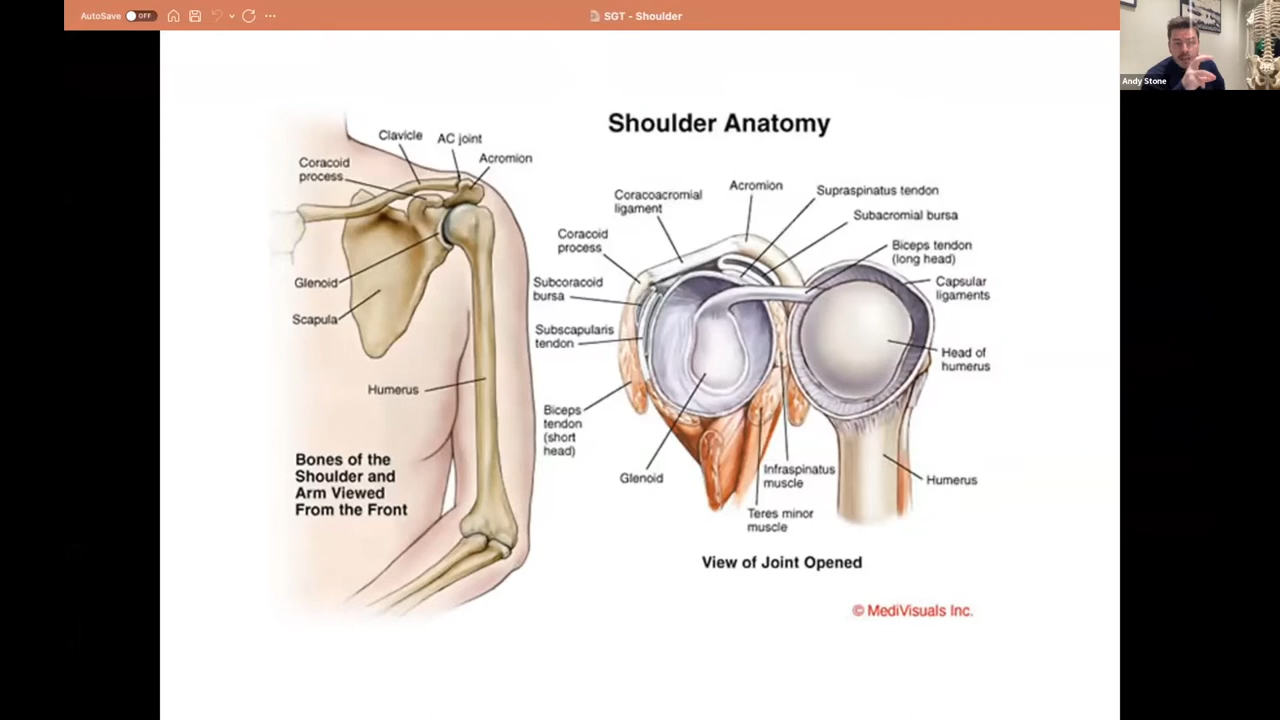 AutoSave OFF
SGT - Shoulder
Andy Stone
Shoulder Anatomy
Clavicle
AC joint
Acromion
Coracoid
process
Glenoid
Scapula
Humerus
Bones of the
Shoulder and
Arm Viewed
From the Front
Coracoacromial
ligament
Acromion
Supraspinatus tendon
Subacromial bursa
Coracoid
process
Biceps tendon
(long head)
Subcoracoid
bursa
Capsular
ligaments
Subscapularis
tendon
Head of
humerus
Biceps
tendon
(short
head)
Glenoid
Infraspinatus
muscle
Humerus
Teres minor
muscle
View of Joint Opened
© MediVisuals Inc.